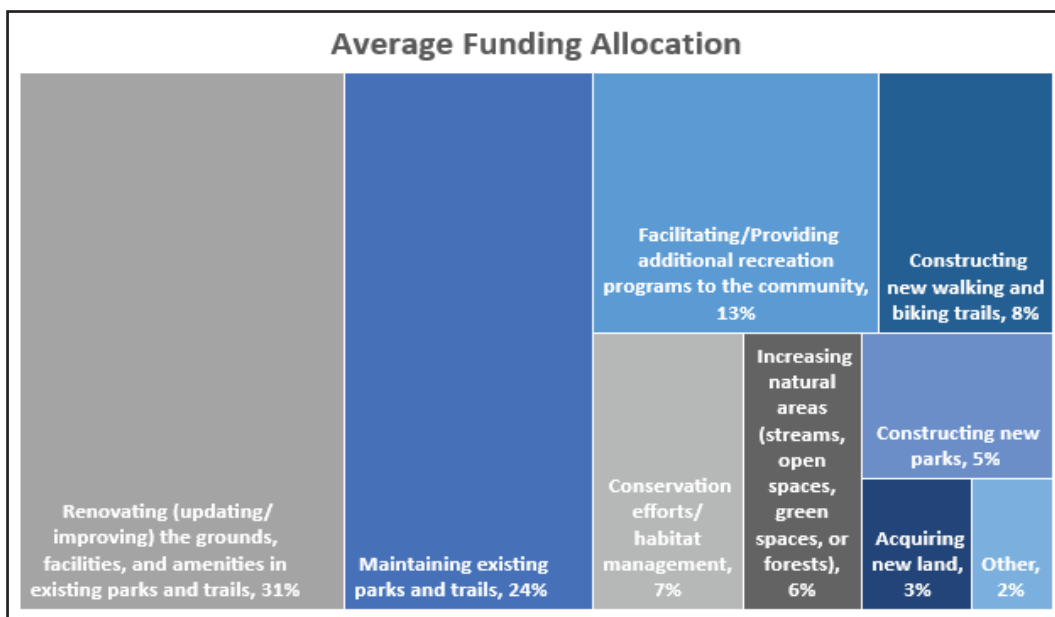 Average Funding Allocation
Renovating (updating/
improving) the grounds,
facilities, and amenities in
existing parks and trails, 31%
Maintaining existing
parks and trails, 24%
Facilitating/Providing
additional recreation
programs to the community,
13%
Constructing
new walking and
biking trails, 8%
Conservation
efforts/
habitat
management,
7%
Increasing
natural
areas
(streams,
open
spaces,
green
spaces, or
forests),
6%
Constructing new
parks, 5%
Acquiring
new land,
3%
Other,
2%